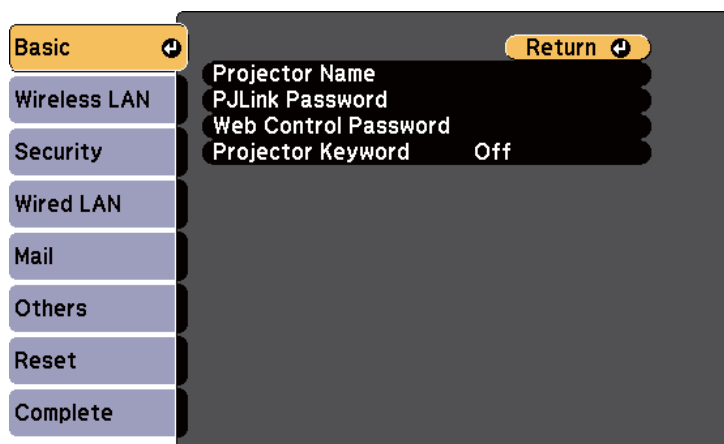 Basic
Wireless LAN
Security
Wired LAN
Mail
Others
Reset
Complete
Return
Projector Name
PJLink Password
Web Control Password
Projector Keyword Off